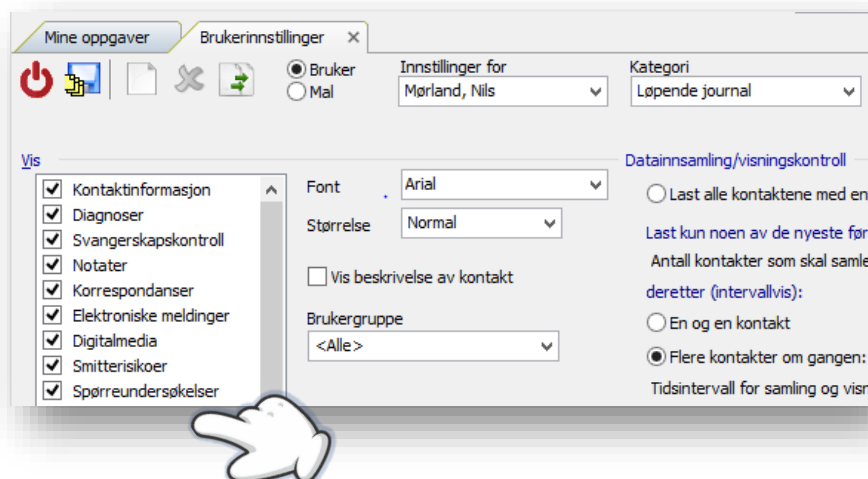 Mine oppgaver
Brukerinnstillinger
Bruker
Mal
Innstillinger for
Mørland, Nils
Kategori
Løpende journal
Vis
Kontaktinformasjon
Diagnoser
Svangerskapskontroll
Notater
Korrespondanser
Elektroniske meldinger
Digitalmedia
Smitterisikoer
Spørreundersøkelser
Font
Arial
Størrelse
Normal
Vis beskrivelse av kontakt
Brukergruppe
<Alle>
Datainnsamling/visningskontroll
Last alle kontaktene med en
Last kun noen av de nyeste før
Antall kontakter som skal samle
deretter (intervallvis):
En og en kontakt
Flere kontakter om gangen:
Tidsintervall for samling og visn